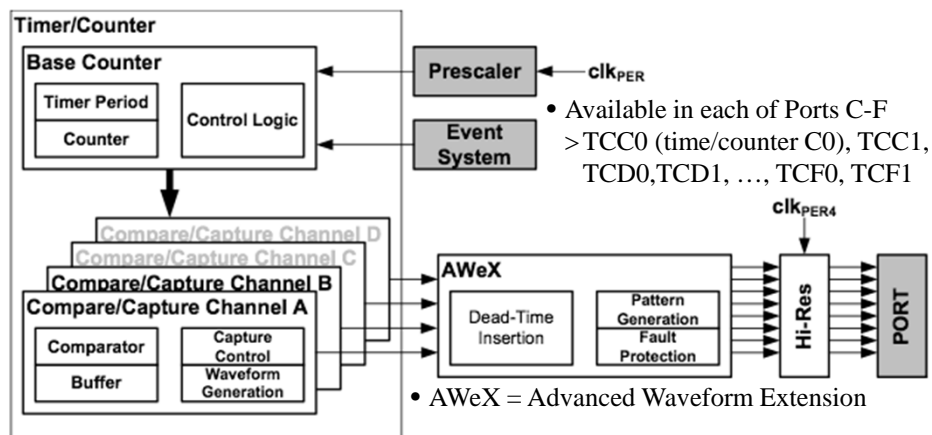 Timer/Counter
Base Counter
Timer Period
Counter
Control Logic
Prescaler
clkPER
Event
System
• Available in each of Ports C-F
> TCC0 (time/counter C0), TCC1,
TCD0,TCD1, …, TCF0, TCF1
clkPER4
Compare/Capture Channel D
Compare/Capture Channel C
Compare/Capture Channel B
Compare/Capture Channel A
Comparator
Buffer
Capture
Control
Waveform
Generation
AWeX
Dead-Time
Insertion
Pattern
Generation
Fault
Protection
Hi-Res
PORT
• AWeX = Advanced Waveform Extension